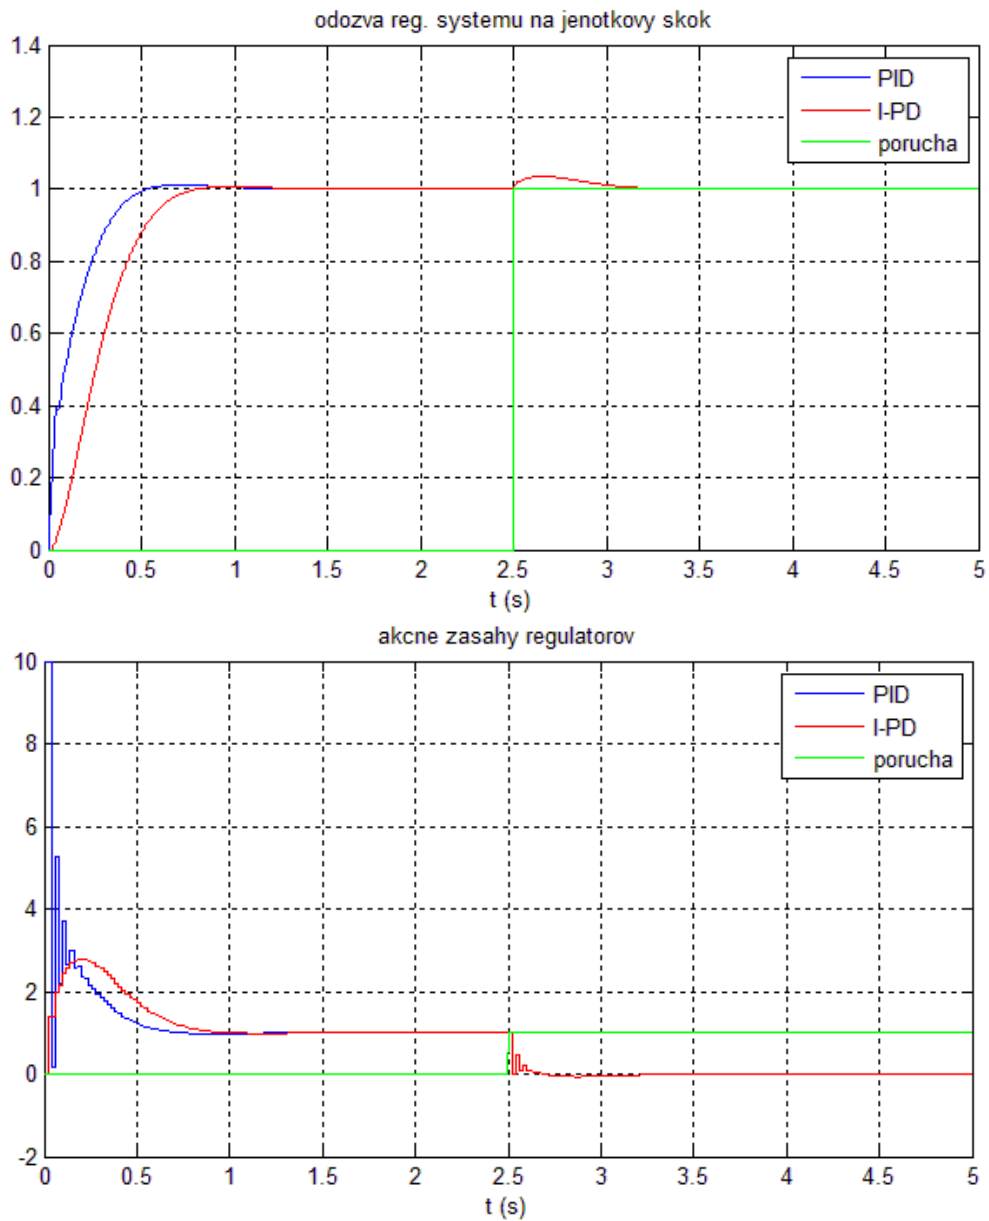 odozva reg. systemu na jenotkovy skok
1.4
1.2
1
0.8
0.6
0.4
0.2
0
PID
I-PD
porucha
0 0.5 1 1.5 2 2.5 3 3.5 4 4.5 5
t (s)
akcne zasahy regulatorov
10
8
6
4
2
0
-2
PID
I-PD
porucha
0 0.5 1 1.5 2 2.5 3 3.5 4 4.5 5
t (s)